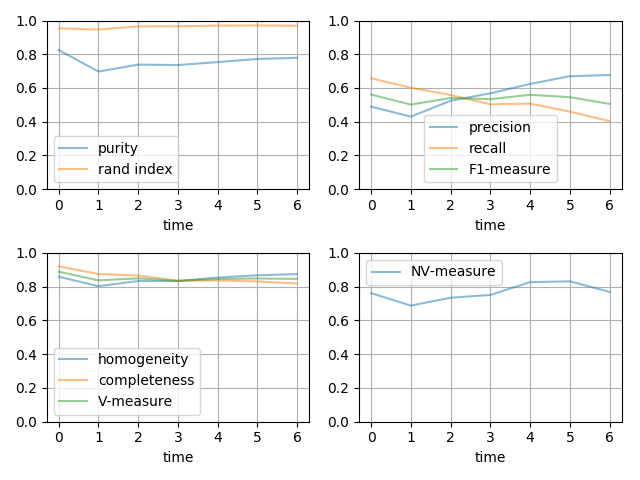 1.0
0.8
0.6
0.4
0.2
0.0
purity
rand index
0 1 2 3 4 5 6
time
1.0
0.8
0.6
0.4
0.2
0.0
precision
recall
F1-measure
0 1 2 3 4 5 6
time
1.0
0.8
0.6
0.4
0.2
0.0
homogeneity
completeness
V-measure
0 1 2 3 4 5 6
time
1.0
0.8
0.6
0.4
0.2
0.0
NV-measure
0 1 2 3 4 5 6
time